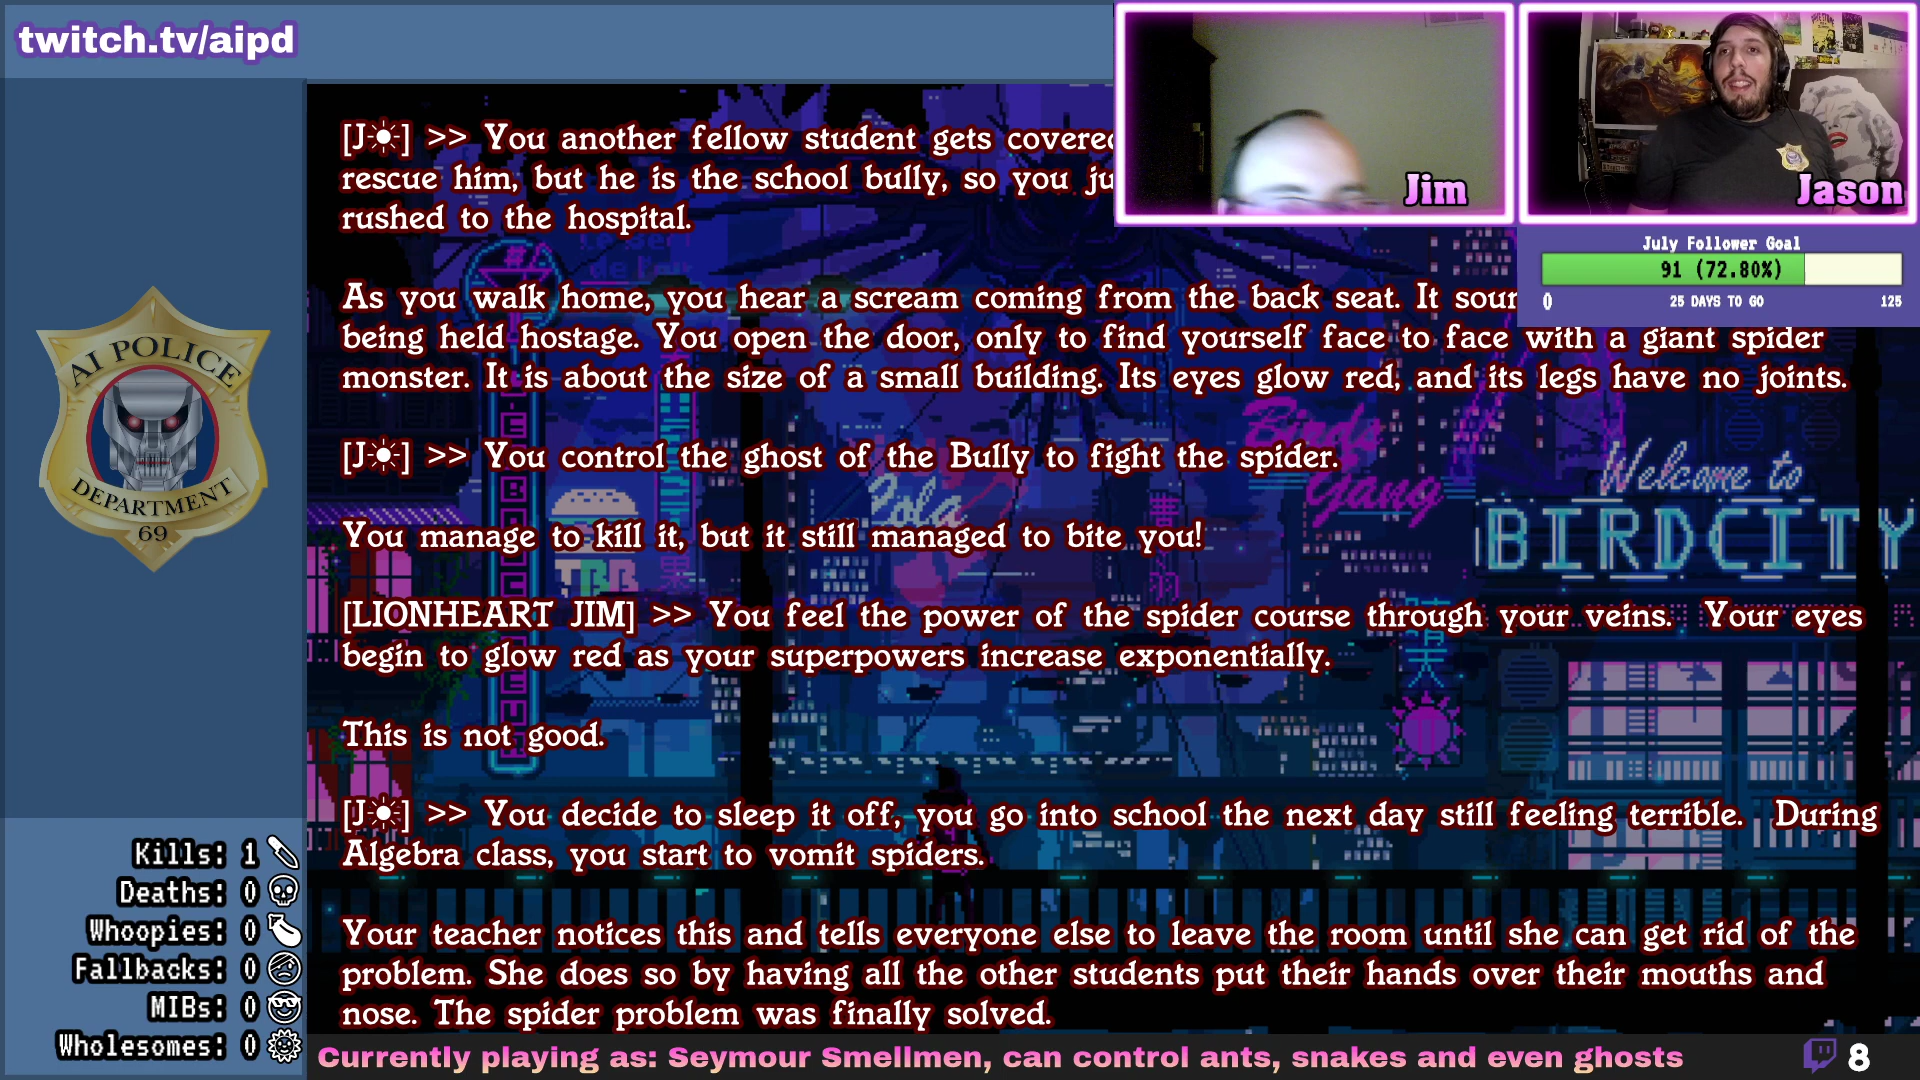 twitch.tv/aipd
Jim
Jason
July Follower Goal
91 (72.80%)
0 25 DAYS TO GO 125
[J☀] >> You another fellow student gets covered
rescue him, but he is the school bully, so you ju
rushed to the hospital.
As you walk home, you hear a scream coming from the back seat. It sour
being held hostage. You open the door, only to find yourself face to face with a giant spider
monster. It is about the size of a small building. Its eyes glow red, and its legs have no joints.
[J☀] >> You control the ghost of the Bully to fight the spider.
You manage to kill it, but it still managed to bite you!
[LIONHEART JIM] >> You feel the power of the spider course through your veins. Your eyes
begin to glow red as your superpowers increase exponentially.
This is not good.
[J☀] >> You decide to sleep it off, you go into school the next day still feeling terrible. During
Algebra class, you start to vomit spiders.
Your teacher notices this and tells everyone else to leave the room until she can get rid of the
problem. She does so by having all the other students put their hands over their mouths and
nose. The spider problem was finally solved.
AI POLICE
DEPARTMENT
69
Birds
Gang
Welcome to
BIRDCITY
Pola
Kills: 1
Deaths: 0
Whoopies: 0
Fallbacks: 0
MIBs: 0
Wholesomes: 0
Currently playing as: Seymour Smellmen, can control ants, snakes and even ghosts
8